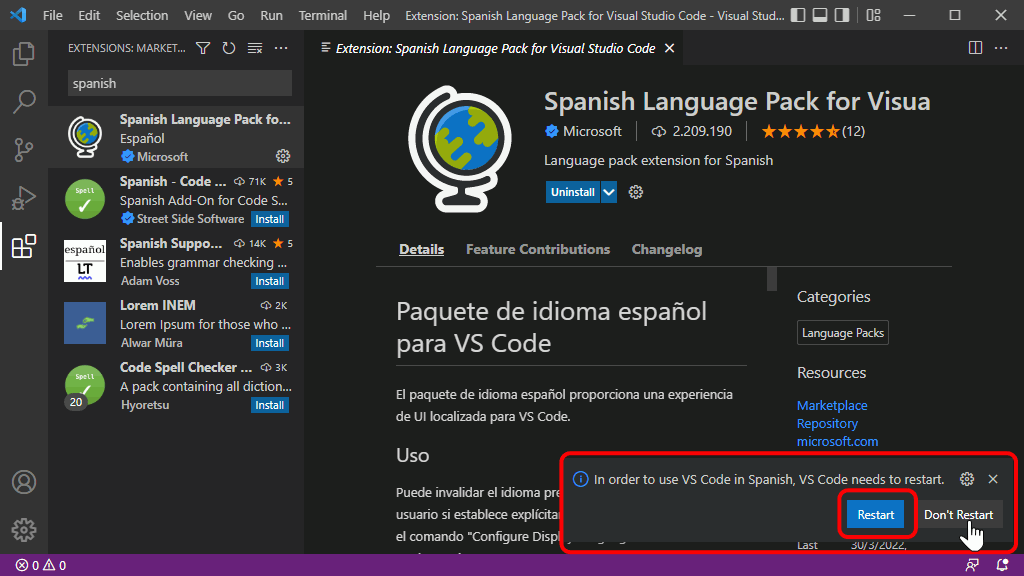 File Edit Selection View Go Run Terminal Help Extension: Spanish Language Pack for Visual Studio Code - Visual Stud...
EXTENSIONS: MARKET...
spanish
Spanish Language Pack fo...
Español
Microsoft
Spanish - Code ... 71K ★ 5
Spanish Add-On for Code S...
Street Side Software Install
Spell
Spanish Suppo... 14K ★ 5
Enables grammar checking ...
Adam Voss Install
español
LT
Lorem INEM 2K
Lorem Ipsum for those who ...
Alwar Mūra Install
Code Spell Checker ... 3K
A pack containing all diction...
Hyoretsu Install
Spell
20
Extension: Spanish Language Pack for Visual Studio Code
Spanish Language Pack for Visua
Microsoft 2.209.190 ★★★★★(12)
Language pack extension for Spanish
Uninstall
Details Feature Contributions Changelog
Paquete de idioma español
para VS Code
El paquete de idioma español proporciona una experiencia
de UI localizada para VS Code.
Uso
Puede invalidar el idioma pre
usuario si establece explícitar
el comando "Configure Displ
Categories
Language Packs
Resources
Marketplace
Repository
microsoft.com
In order to use VS Code in Spanish, VS Code needs to restart.
Restart Don't Restart
Last 30/3/2022,
0 0